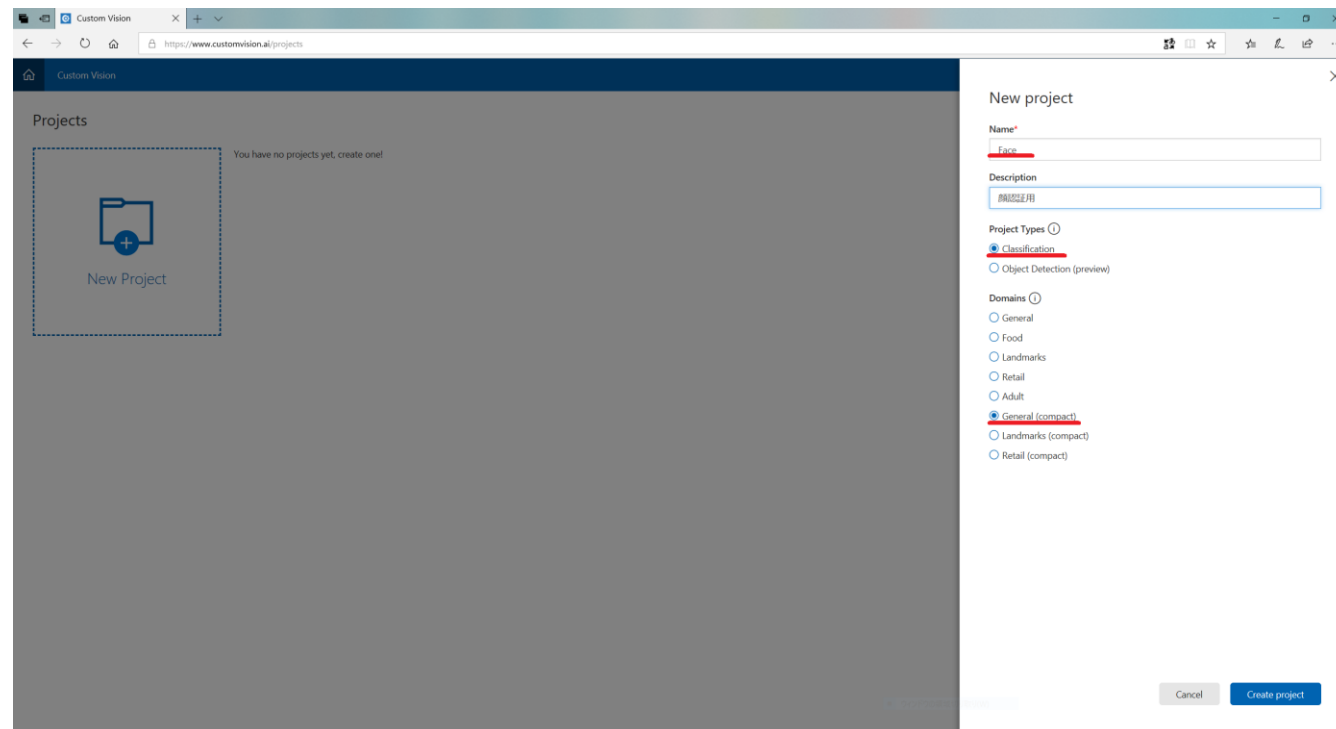 Custom Vision
https://www.customvision.ai/projects
Custom Vision
Projects
You have no projects yet, create one!
New Project
New project
Name*
Face
Description
顔認証用
Project Types
Classification
Object Detection (preview)
Domains
General
Food
Landmarks
Retail
Adult
General (compact)
Landmarks (compact)
Retail (compact)
Cancel
Create project